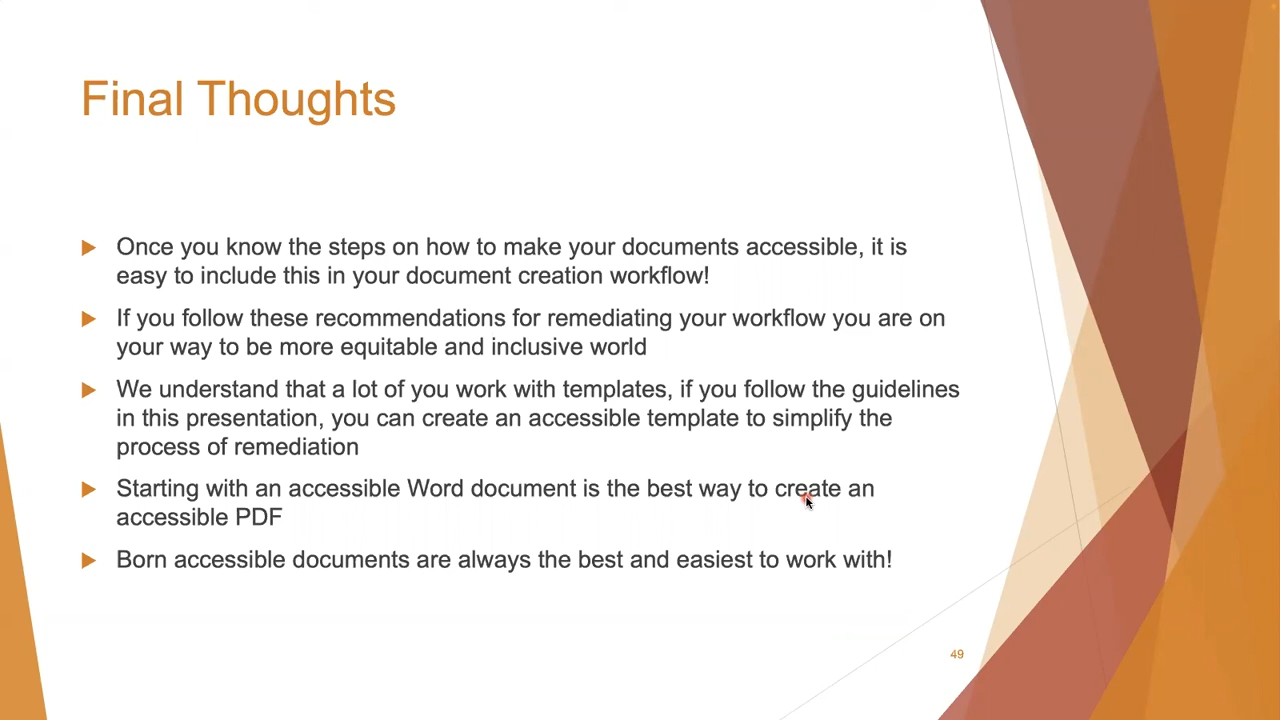 Final Thoughts
Once you know the steps on how to make your documents accessible, it is
easy to include this in your document creation workflow!
If you follow these recommendations for remediating your workflow you are on
your way to be more equitable and inclusive world
We understand that a lot of you work with templates, if you follow the guidelines
in this presentation, you can create an accessible template to simplify the
process of remediation
Starting with an accessible Word document is the best way to create an
accessible PDF
Born accessible documents are always the best and easiest to work with!
49